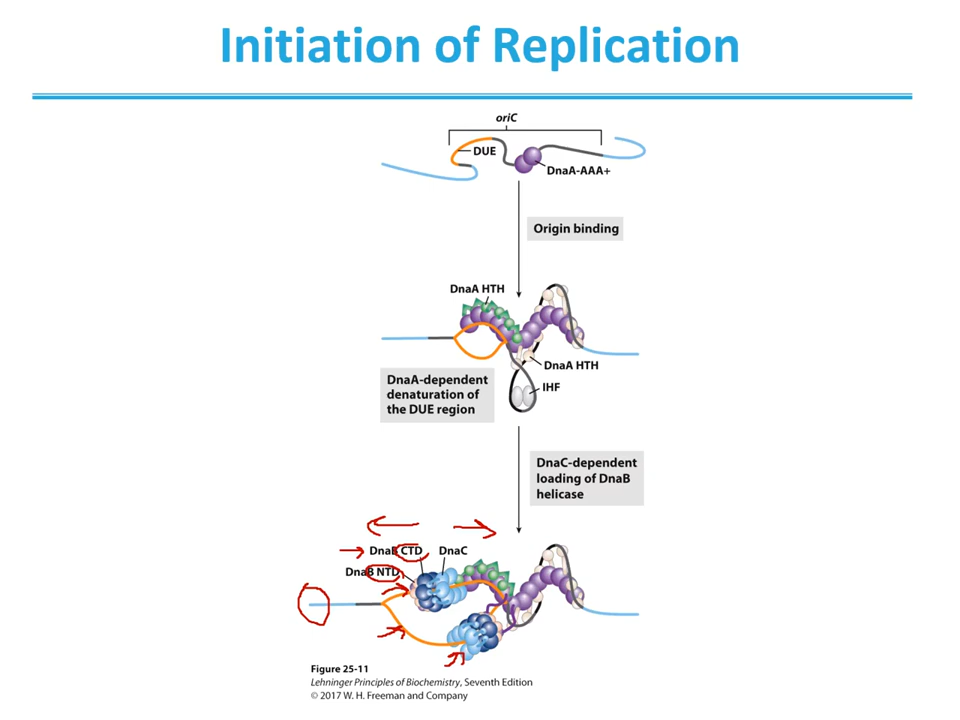 Initiation of Replication
oriC
DUE
DnaA-AAA+
Origin binding
DnaA HTH
DnaA HTH
IHF
DnaA-dependent
denaturation of
the DUE region
DnaC-dependent
loading of DnaB
helicase
DnaB CTD
DnaC
DnaB NTD
Figure 25-11
Lehninger Principles of Biochemistry, Seventh Edition
© 2017 W. H. Freeman and Company